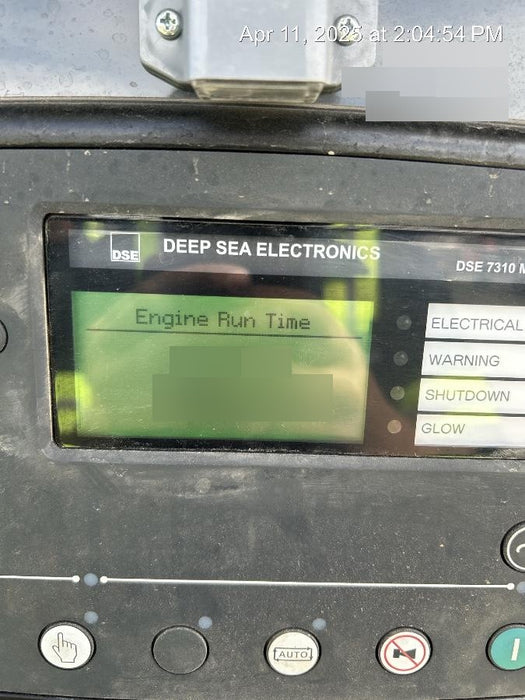 Apr 11, 2025 at 2:04:54 PM
DSE
DEEP SEA ELECTRONICS
DSE 7310 M
Engine Run Time
ELECTRICAL
WARNING
SHUTDOWN
GLOW
AUTO
I